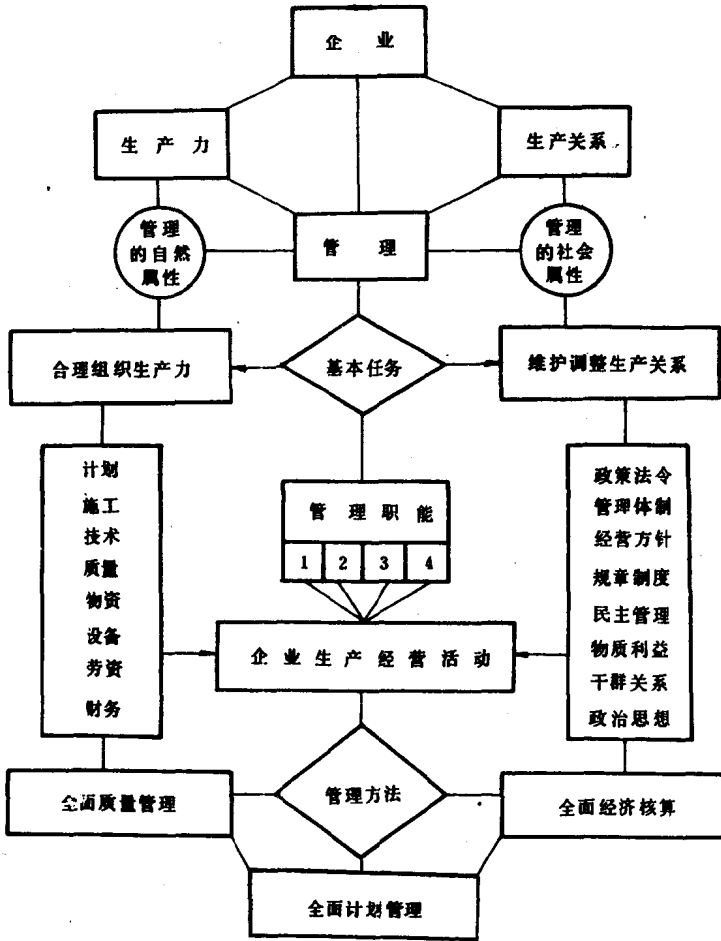 企业
生产力
生产关系
管理
的自然
属性
管理
管理
的社会
属性
合理组织生产力
基本任务
维护调整生产关系
计划
施工
技术
质量
物资
设备
劳资
财务
管理职能
1 2 3 4
政策法令
管理体制
经营方针
规章制度
民主管理
物质利益
干群关系
政治思想
企业生产经营活动
全面质量管理
管理方法
全面经济核算
全面计划管理